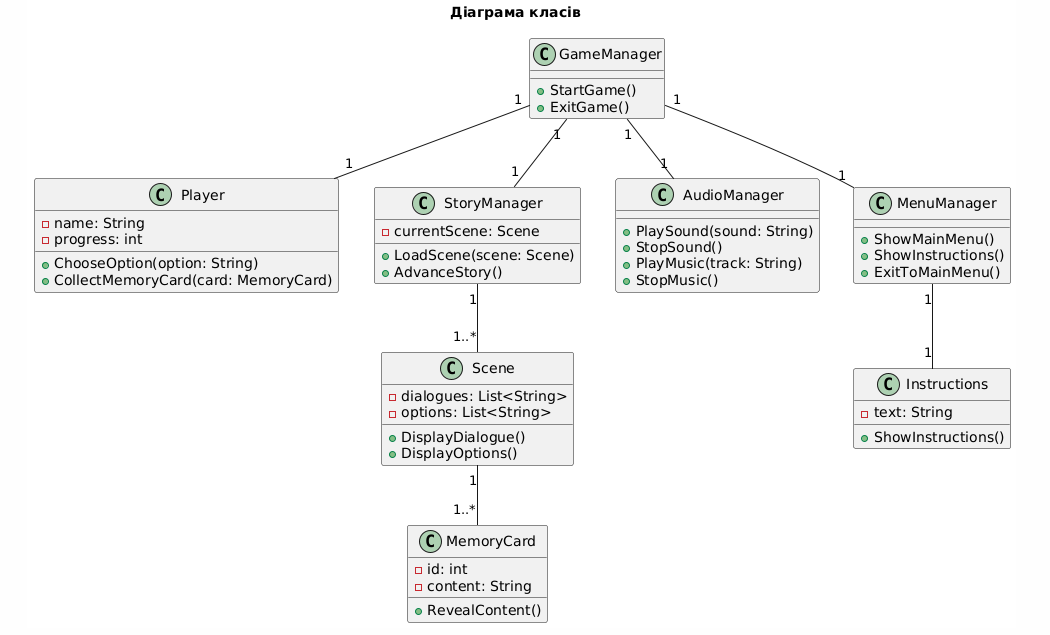 Діаграма класів
C GameManager
StartGame()
ExitGame()
1
1
1
1
1
1
1
1
C Player
name: String
progress: int
ChooseOption(option: String)
CollectMemoryCard(card: MemoryCard)
C StoryManager
currentScene: Scene
LoadScene(scene: Scene)
AdvanceStory()
C AudioManager
PlaySound(sound: String)
StopSound()
PlayMusic(track: String)
StopMusic()
C MenuManager
ShowMainMenu()
ShowInstructions()
ExitToMainMenu()
1
1..*
1
1
C Scene
dialogues: List<String>
options: List<String>
DisplayDialogue()
DisplayOptions()
C Instructions
text: String
ShowInstructions()
1
1..*
C MemoryCard
id: int
content: String
RevealContent()